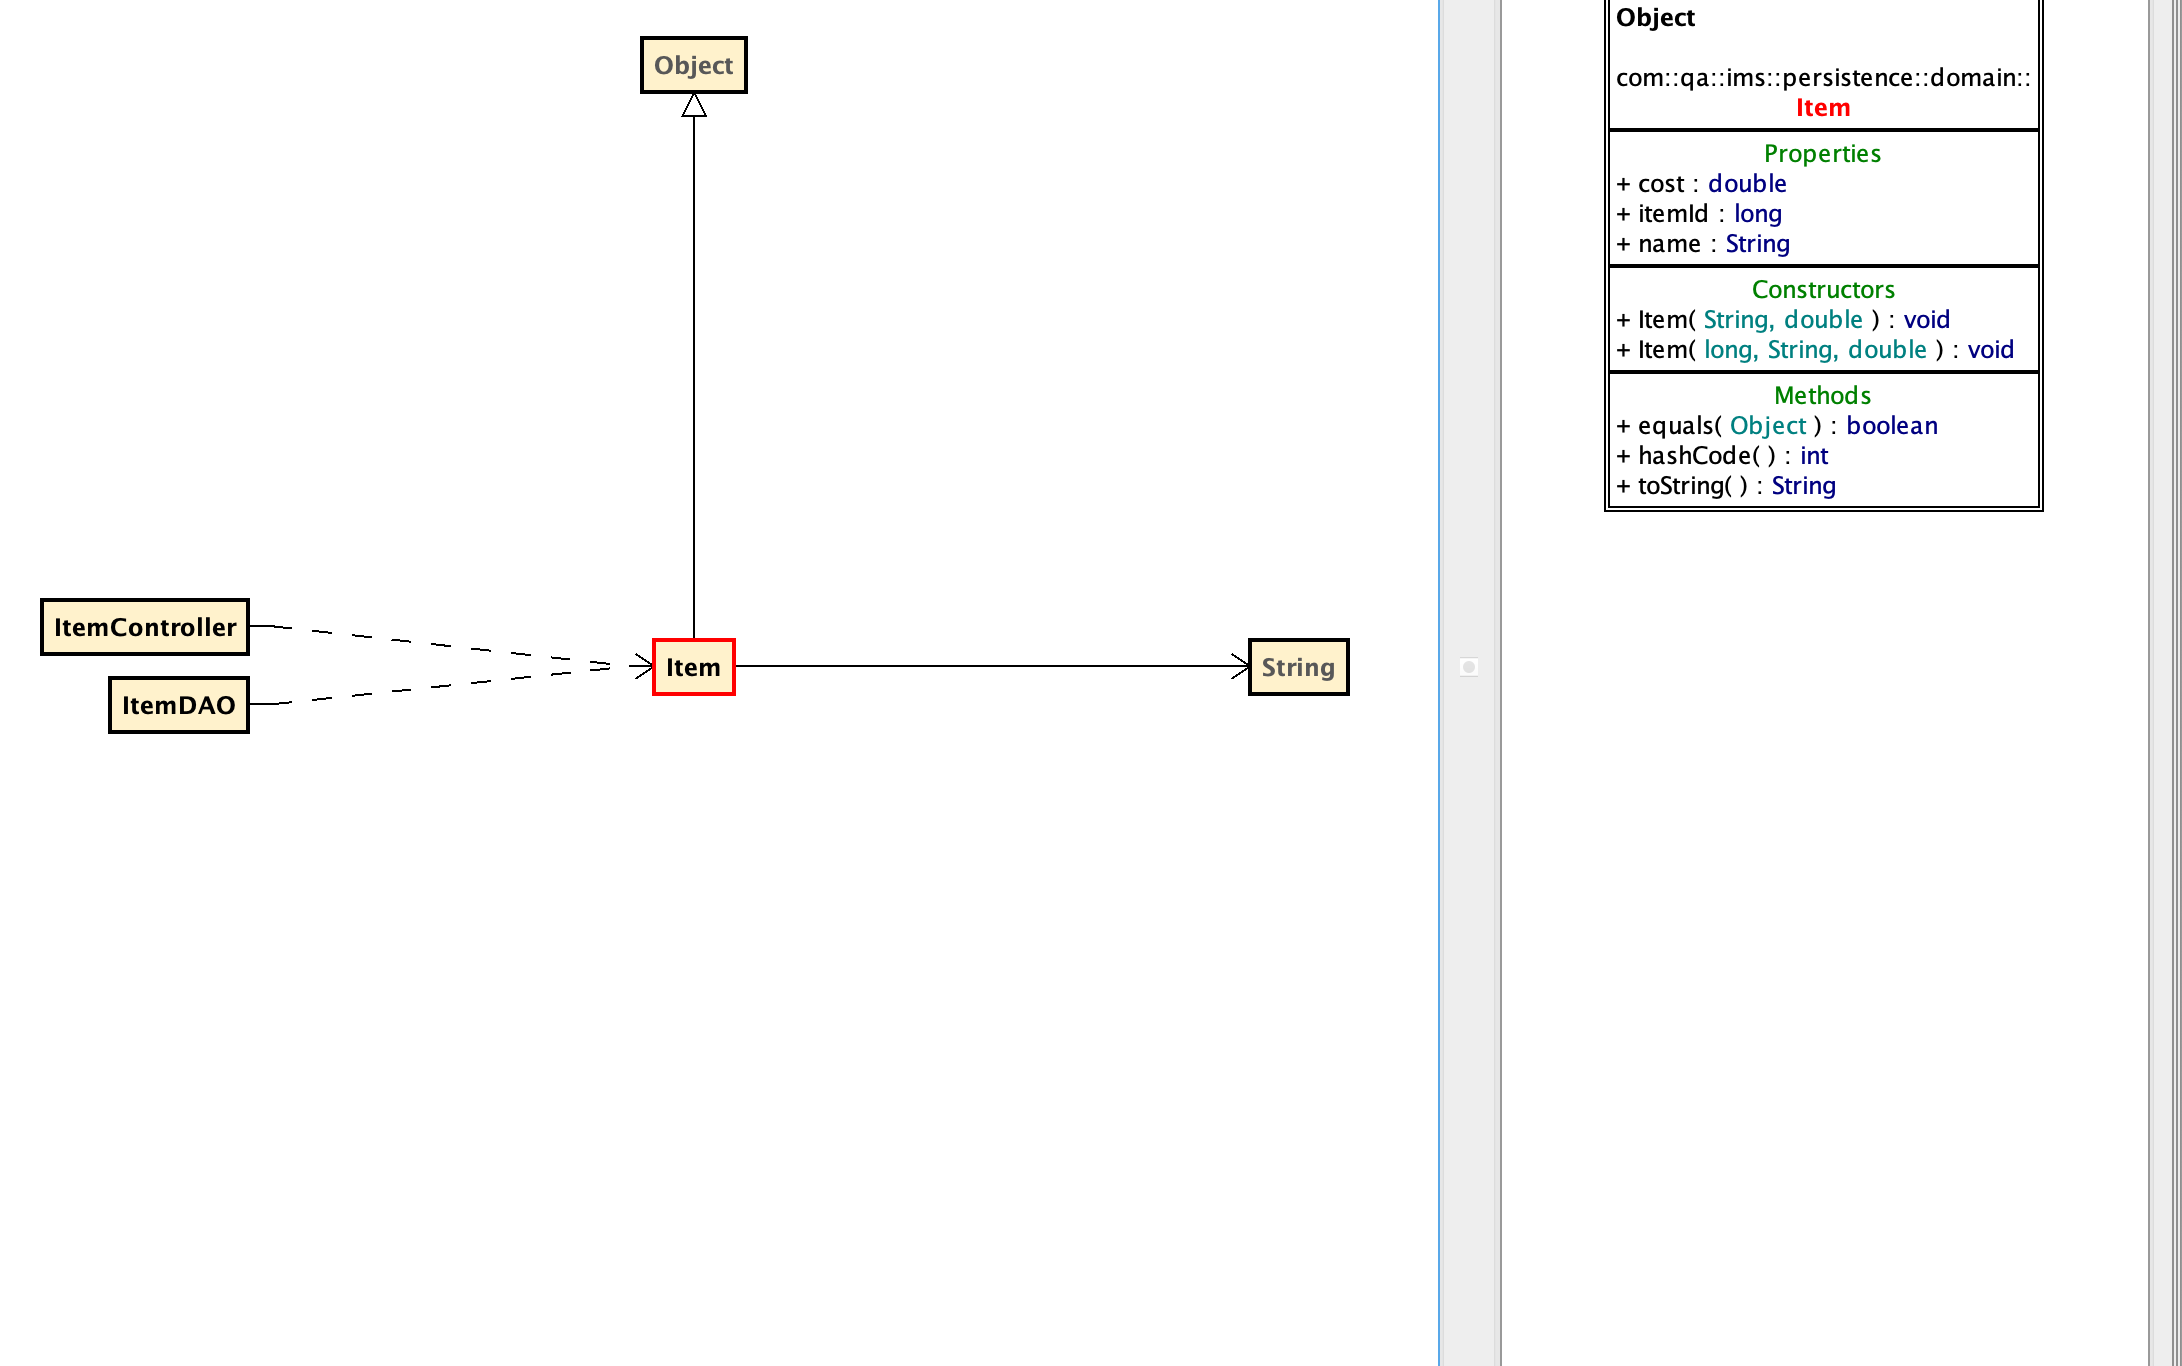 Object
ItemController
ItemDAO
Item
String
Object
com::qa::ims::persistence::domain::
Item
Properties
+ cost : double
+ itemId : long
+ name : String
Constructors
+ Item( String, double ) : void
+ Item( long, String, double ) : void
Methods
+ equals( Object ) : boolean
+ hashCode( ) : int
+ toString( ) : String